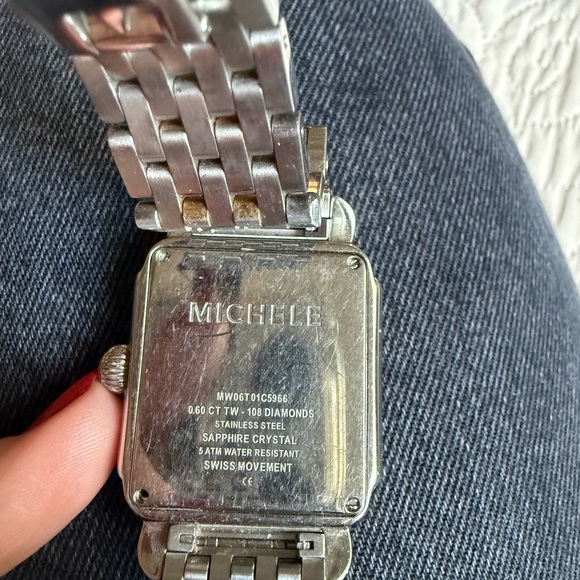 MICHELE
MW06T01C5966
0.60 CT TW - 108 DIAMONDS
STAINLESS STEEL
SAPPHIRE CRYSTAL
5 ATM WATER RESISTANT
SWISS MOVEMENT
CE